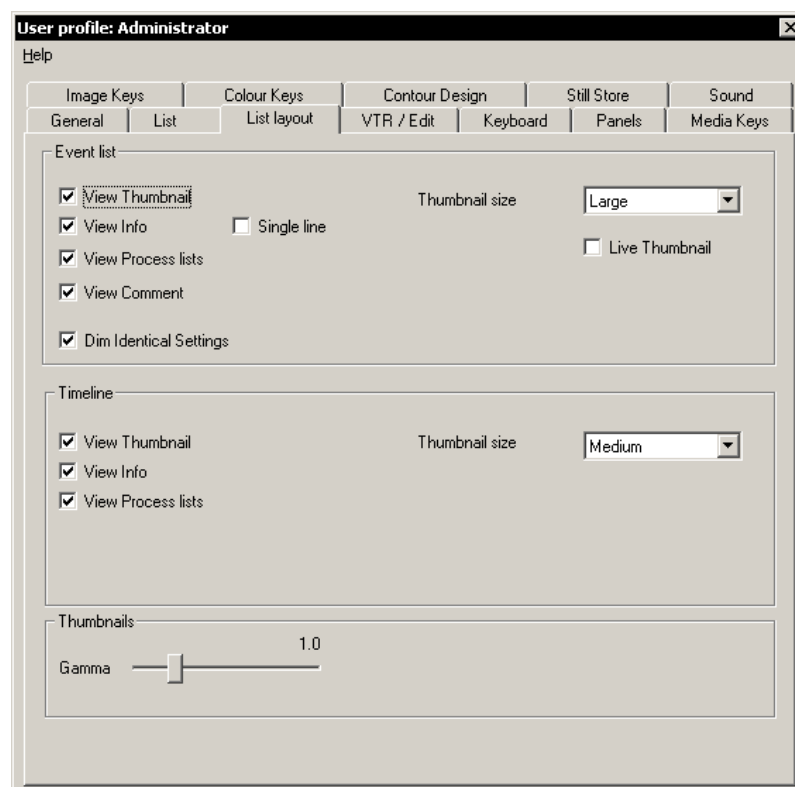 User profile: Administrator
Help
Image Keys Colour Keys Contour Design Still Store Sound
General List List layout VTR / Edit Keyboard Panels Media Keys
Event list
View Thumbnail Thumbnail size Large
View Info Single line
Live Thumbnail
View Process lists
View Comment
Dim Identical Settings
Timeline
View Thumbnail Thumbnail size Medium
View Info
View Process lists
Thumbnails
1.0
Gamma